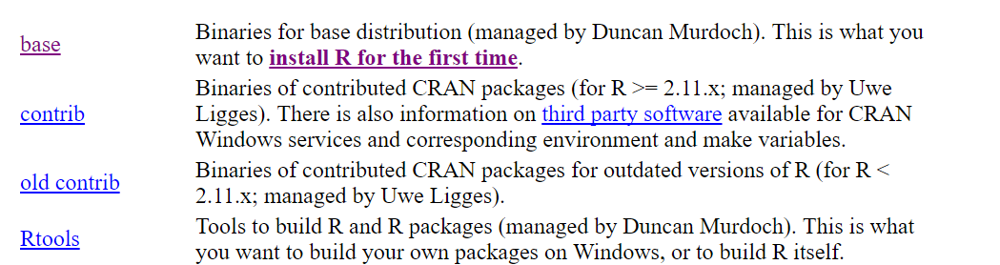 base
Binaries for base distribution (managed by Duncan Murdoch). This is what you
want to install R for the first time.
contrib
Binaries of contributed CRAN packages (for R >= 2.11.x; managed by Uwe
Ligges). There is also information on third party software available for CRAN
Windows services and corresponding environment and make variables.
old contrib
Binaries of contributed CRAN packages for outdated versions of R (for R <
2.11.x; managed by Uwe Ligges).
Rtools
Tools to build R and R packages (managed by Duncan Murdoch). This is what
you want to build your own packages on Windows, or to build R itself.